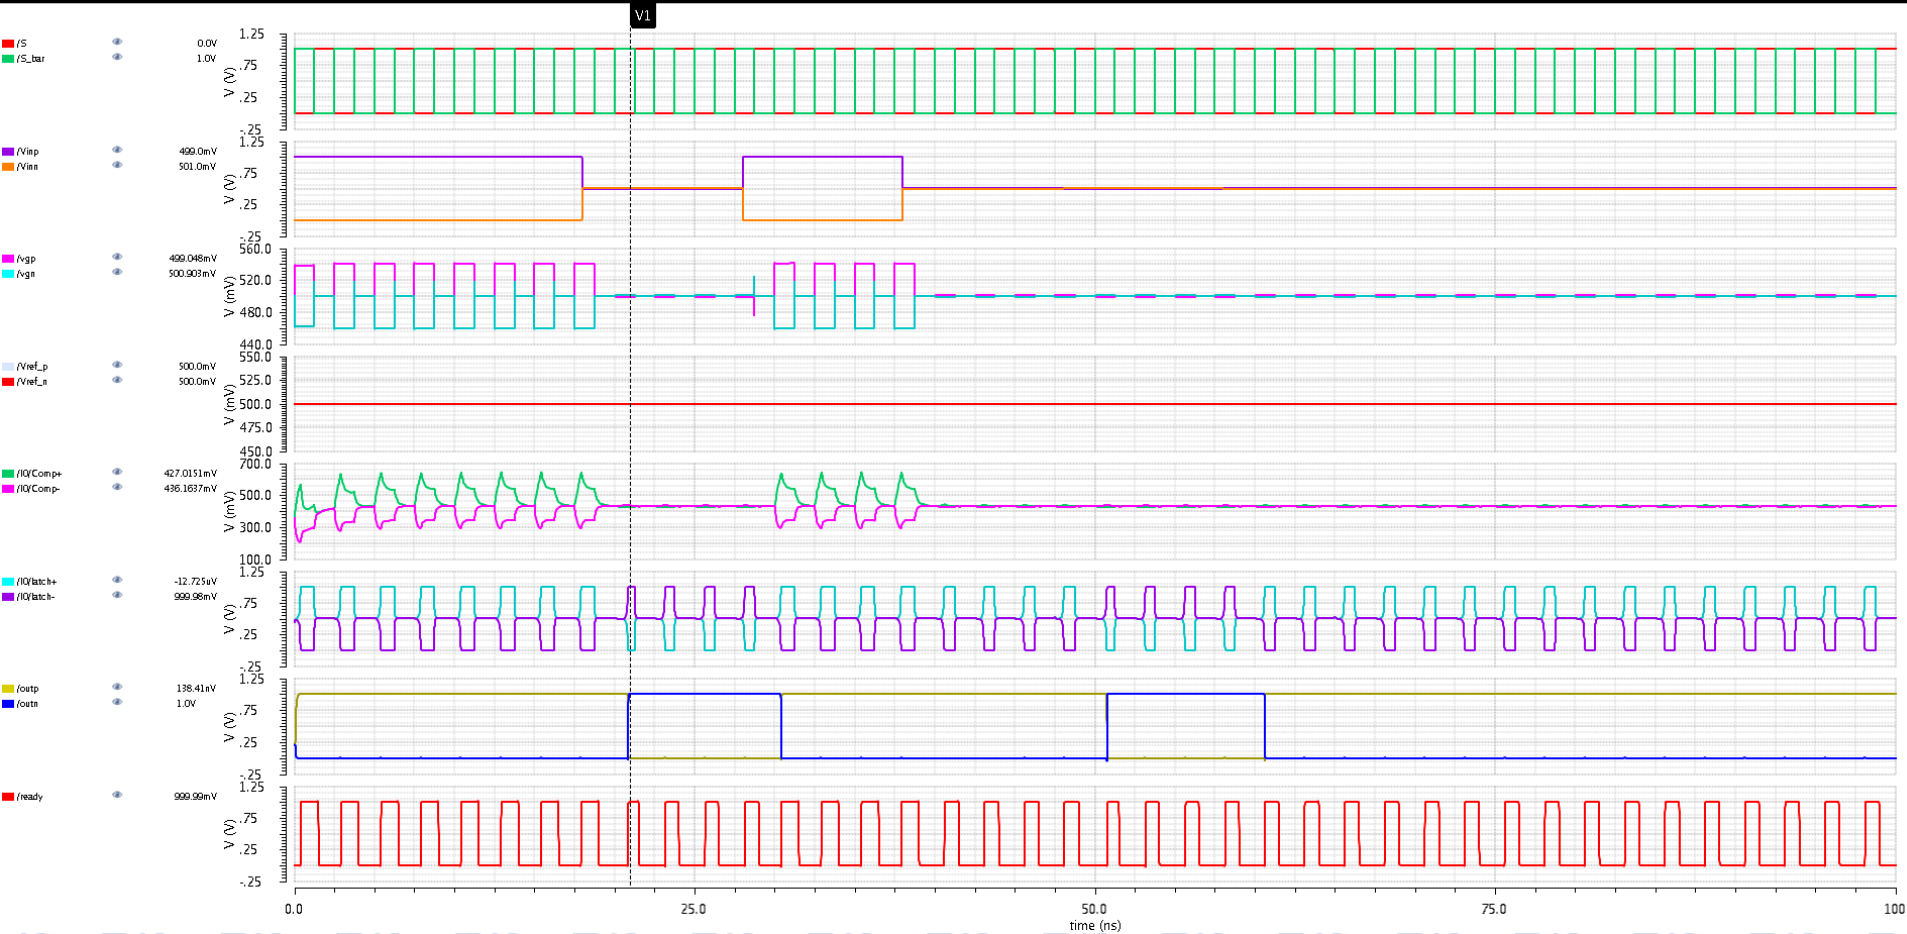 V1
/S 0.0V
/S_bar 1.0V
1.25
.75
.25
-.25
V (V)
/Vinp 499.0mV
/Vinn 501.0mV
1.25
.75
.25
-.25
V (V)
/vgp 499.048mV
/vgn 500.903mV
560.0
520.0
480.0
440.0
V (mV)
/Vref_p 500.0mV
/Vref_n 500.0mV
550.0
525.0
500.0
475.0
450.0
V (mV)
/I0/Comp+ 427.0151mV
/I0/Comp- 436.1637mV
700.0
500.0
300.0
100.0
V (mV)
/I0/latch+ -12.725uV
/I0/latch- 999.98mV
1.25
.75
.25
-.25
V (V)
/outp 138.41nV
/outn 1.0V
1.25
.75
.25
-.25
V (V)
/ready 999.99mV
1.25
.75
.25
-.25
V (V)
0.0 25.0 50.0 75.0 100
time (ns)